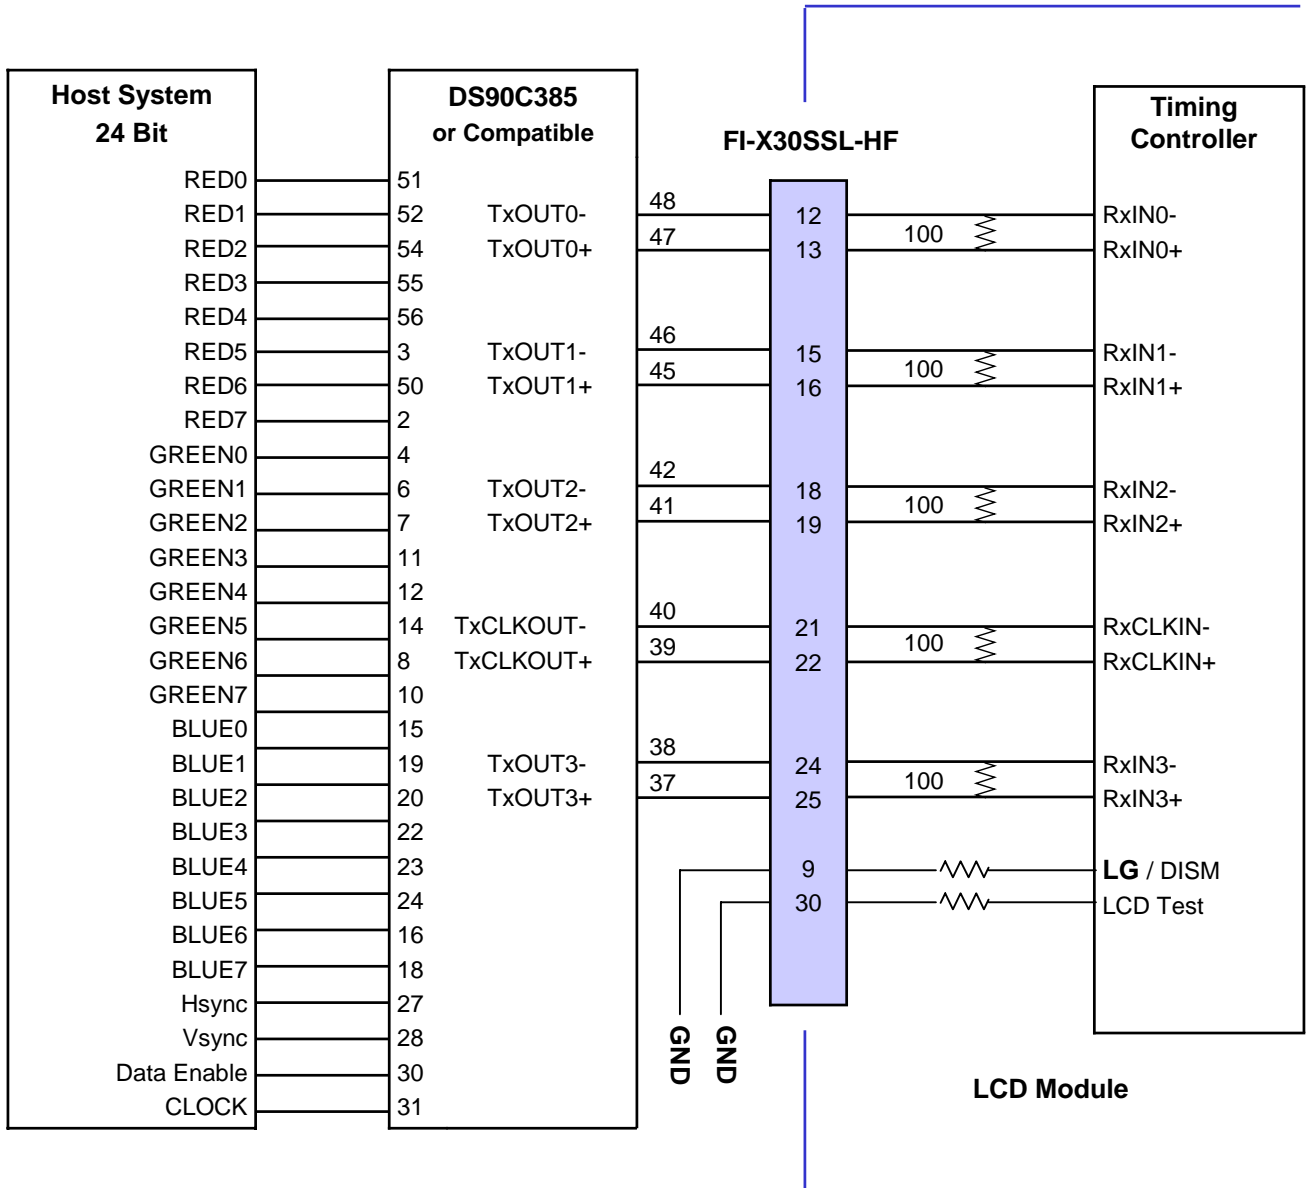 Host System
24 Bit
DS90C385
or Compatible
FI-X30SSL-HF
Timing
Controller
RED0 51
RED1 52 TxOUT0- 48 12 RxIN0-
100
RED2 54 TxOUT0+ 47 13 RxIN0+
RED3 55
RED4 56
RED5 3 TxOUT1- 46 15 RxIN1-
100
RED6 50 TxOUT1+ 45 16 RxIN1+
RED7 2
GREEN0 4
GREEN1 6 TxOUT2- 42 18 RxIN2-
100
GREEN2 7 TxOUT2+ 41 19 RxIN2+
GREEN3 11
GREEN4 12
GREEN5 14 TxCLKOUT- 40 21 RxCLKIN-
100
GREEN6 8 TxCLKOUT+ 39 22 RxCLKIN+
GREEN7 10
BLUE0 15
BLUE1 19 TxOUT3- 38 24 RxIN3-
100
BLUE2 20 TxOUT3+ 37 25 RxIN3+
BLUE3 22
BLUE4 23 9 LG / DISM
BLUE5 24 30 LCD Test
BLUE6 16
BLUE7 18
Hsync 27
Vsync 28
Data Enable 30
CLOCK 31
GND
GND
LCD Module